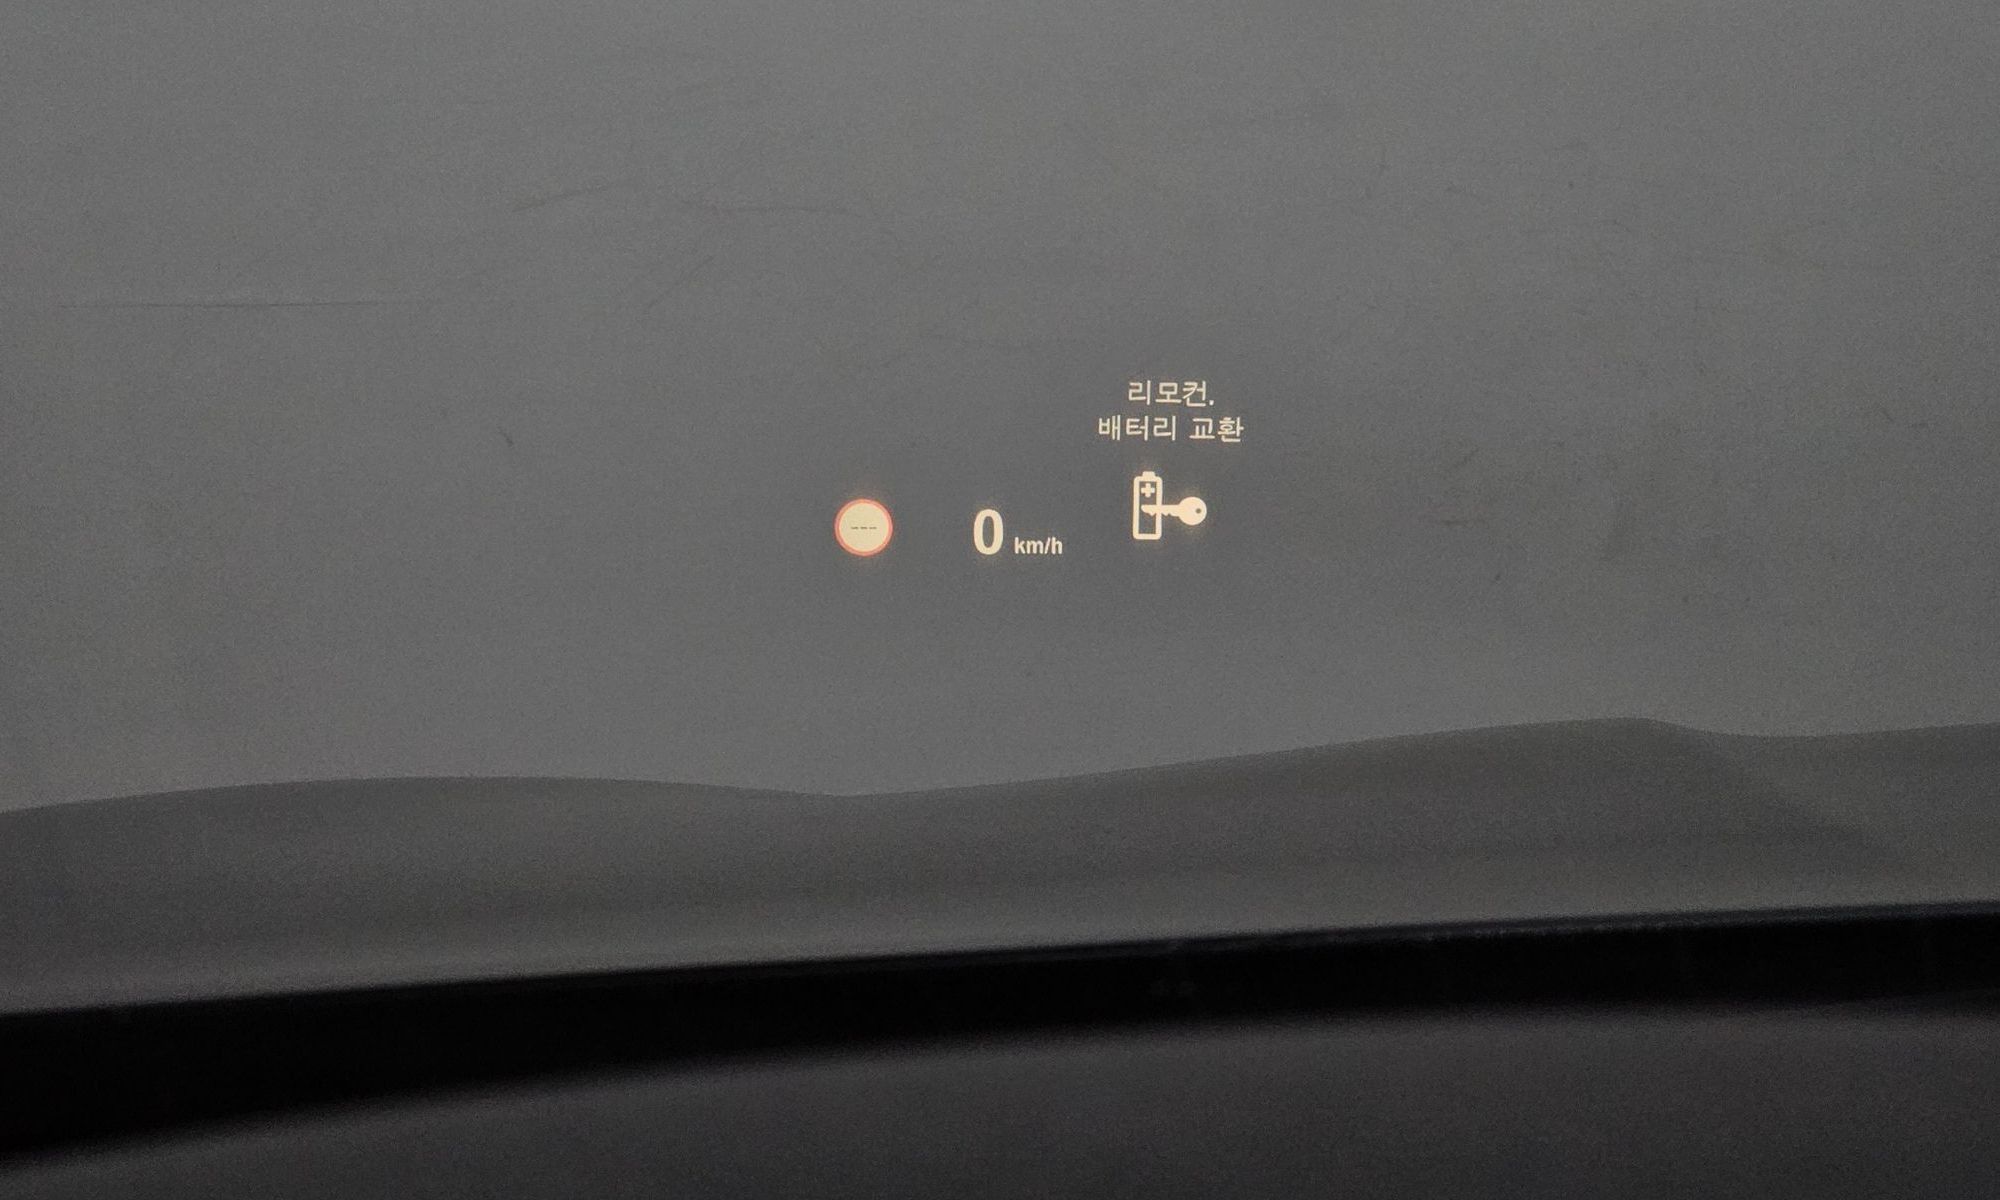 리모컨.
배터리 교환
---
0 km/h